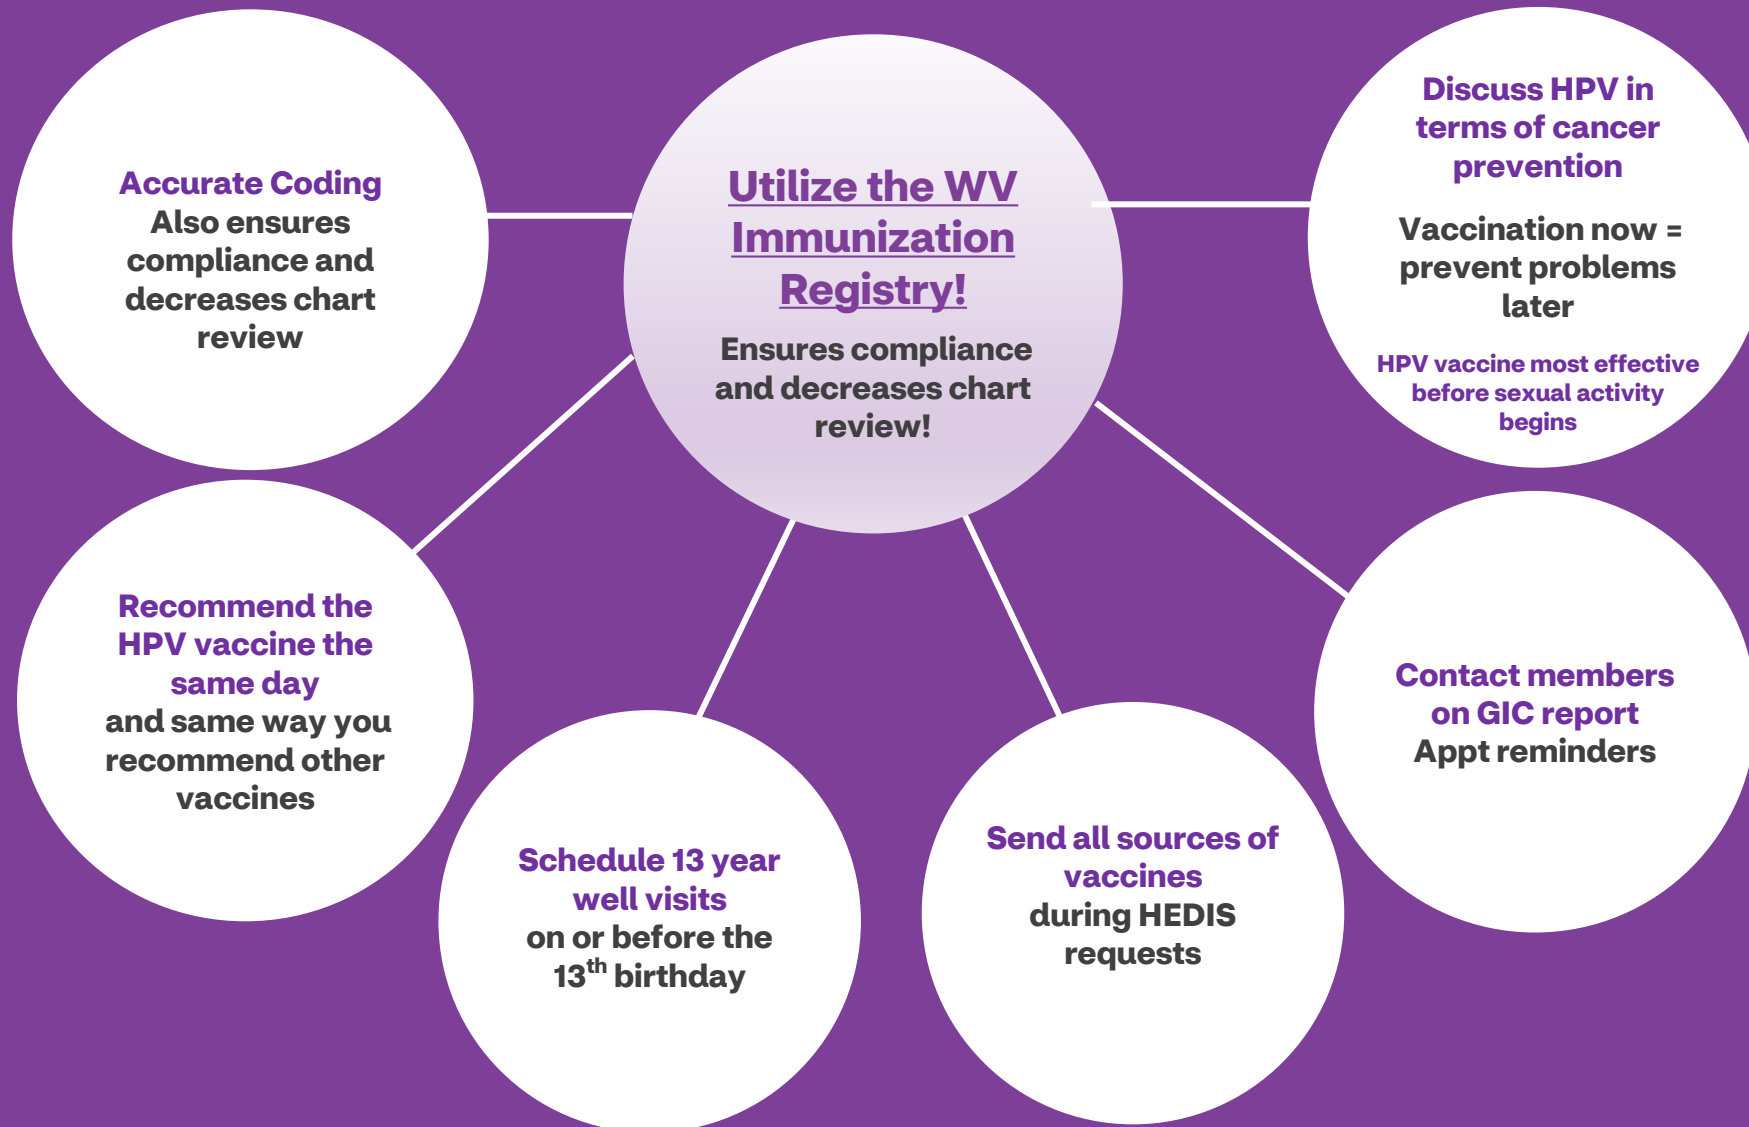 Accurate Coding
Also ensures
compliance and
decreases chart
review
Utilize the WV
Immunization
Registry!
Ensures compliance
and decreases chart
review!
Discuss HPV in
terms of cancer
prevention
Vaccination now =
prevent problems
later
HPV vaccine most effective
before sexual activity
begins
Recommend the
HPV vaccine the
same day
and same way you
recommend other
vaccines
Schedule 13 year
well visits
on or before the
13th birthday
Send all sources of
vaccines
during HEDIS
requests
Contact members
on GIC report
Appt reminders